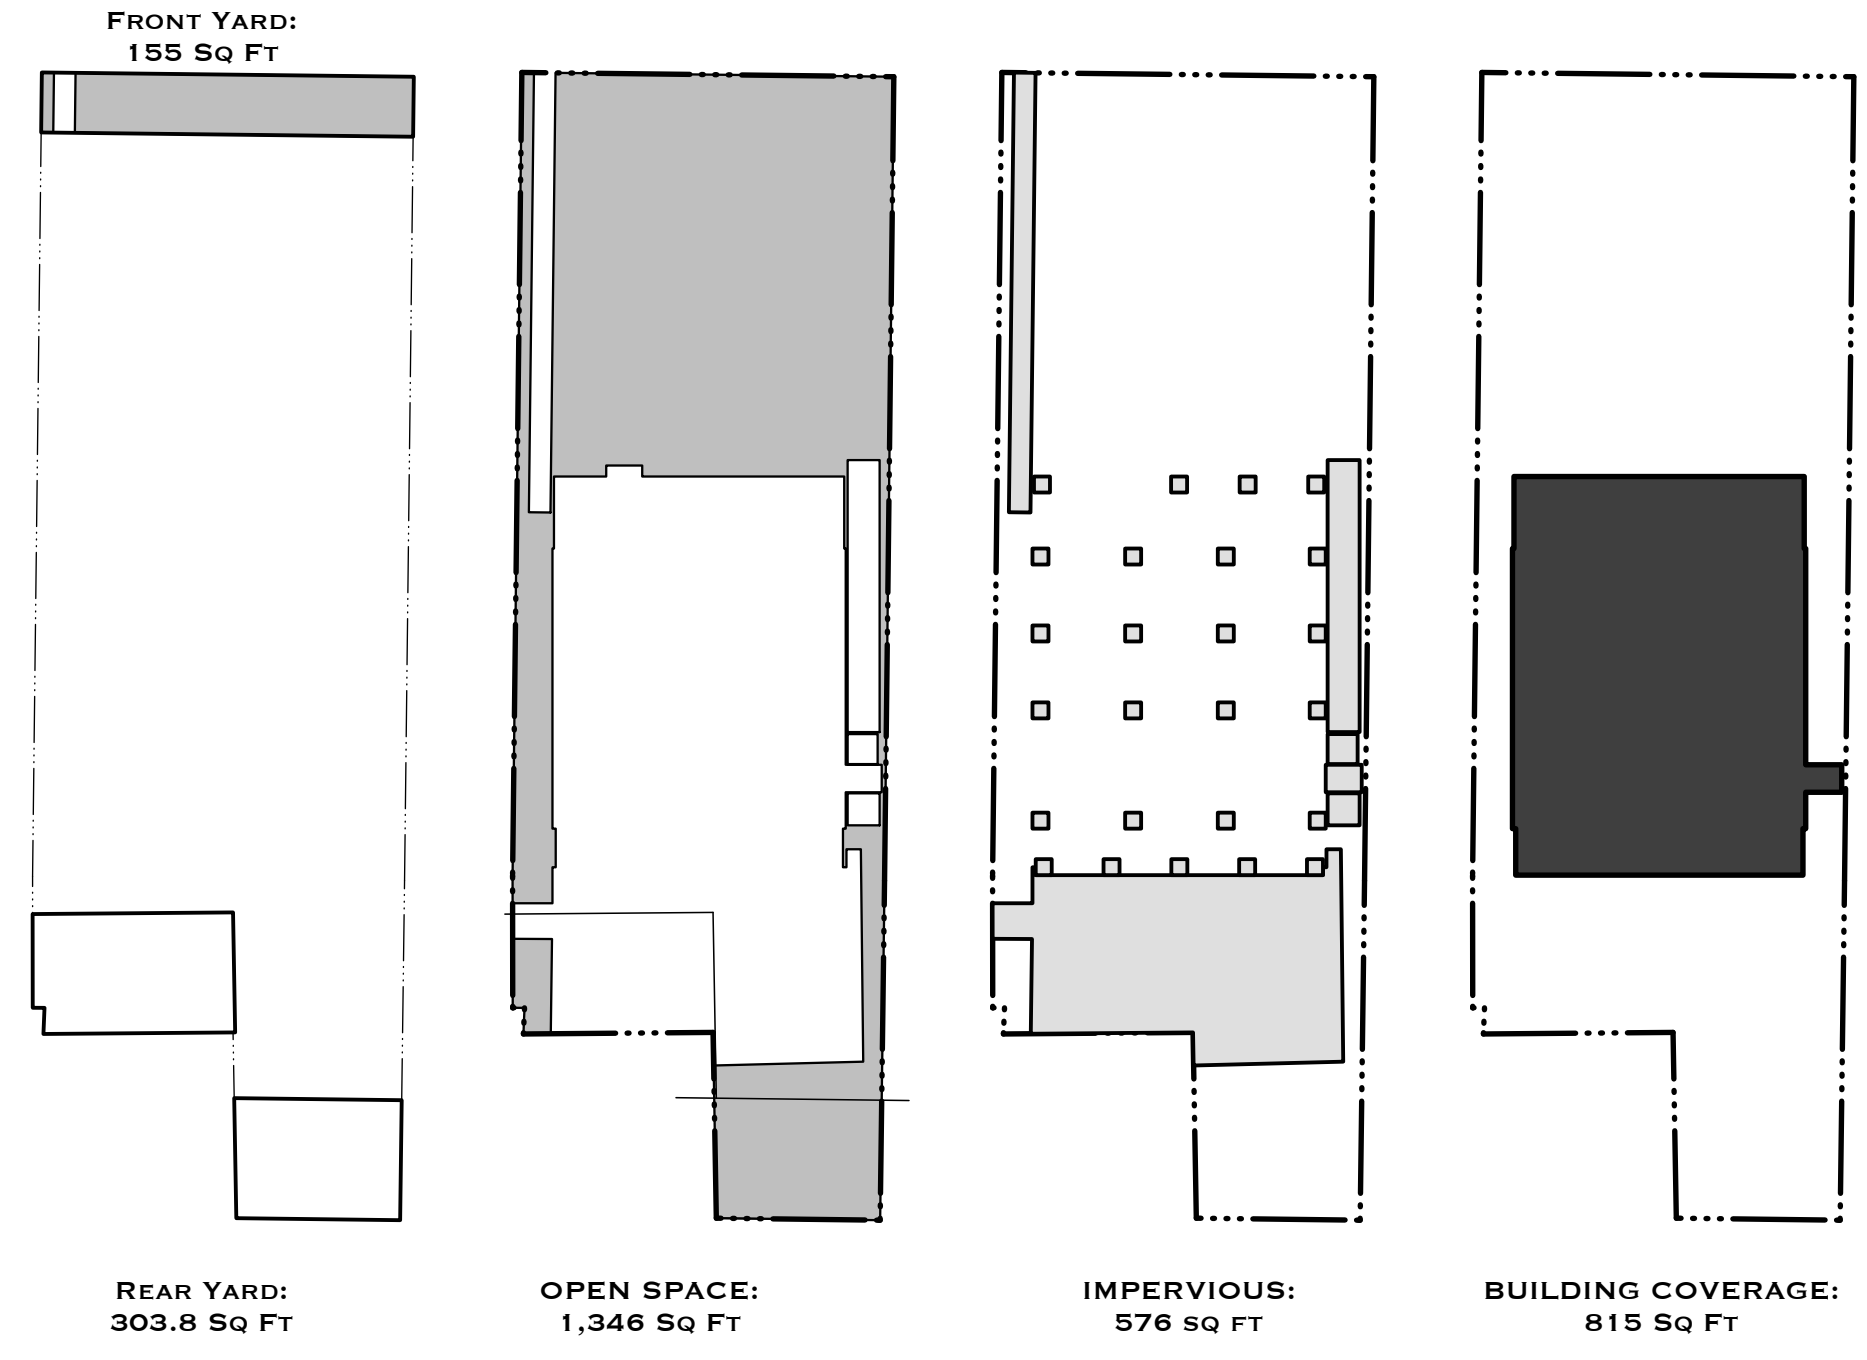 Front Yard:
155 Sq Ft
Rear Yard:
303.8 Sq Ft
OPEN SPACE:
1,346 Sq Ft
IMPERVIOUS:
576 SQ FT
BUILDING COVERAGE:
815 Sq Ft